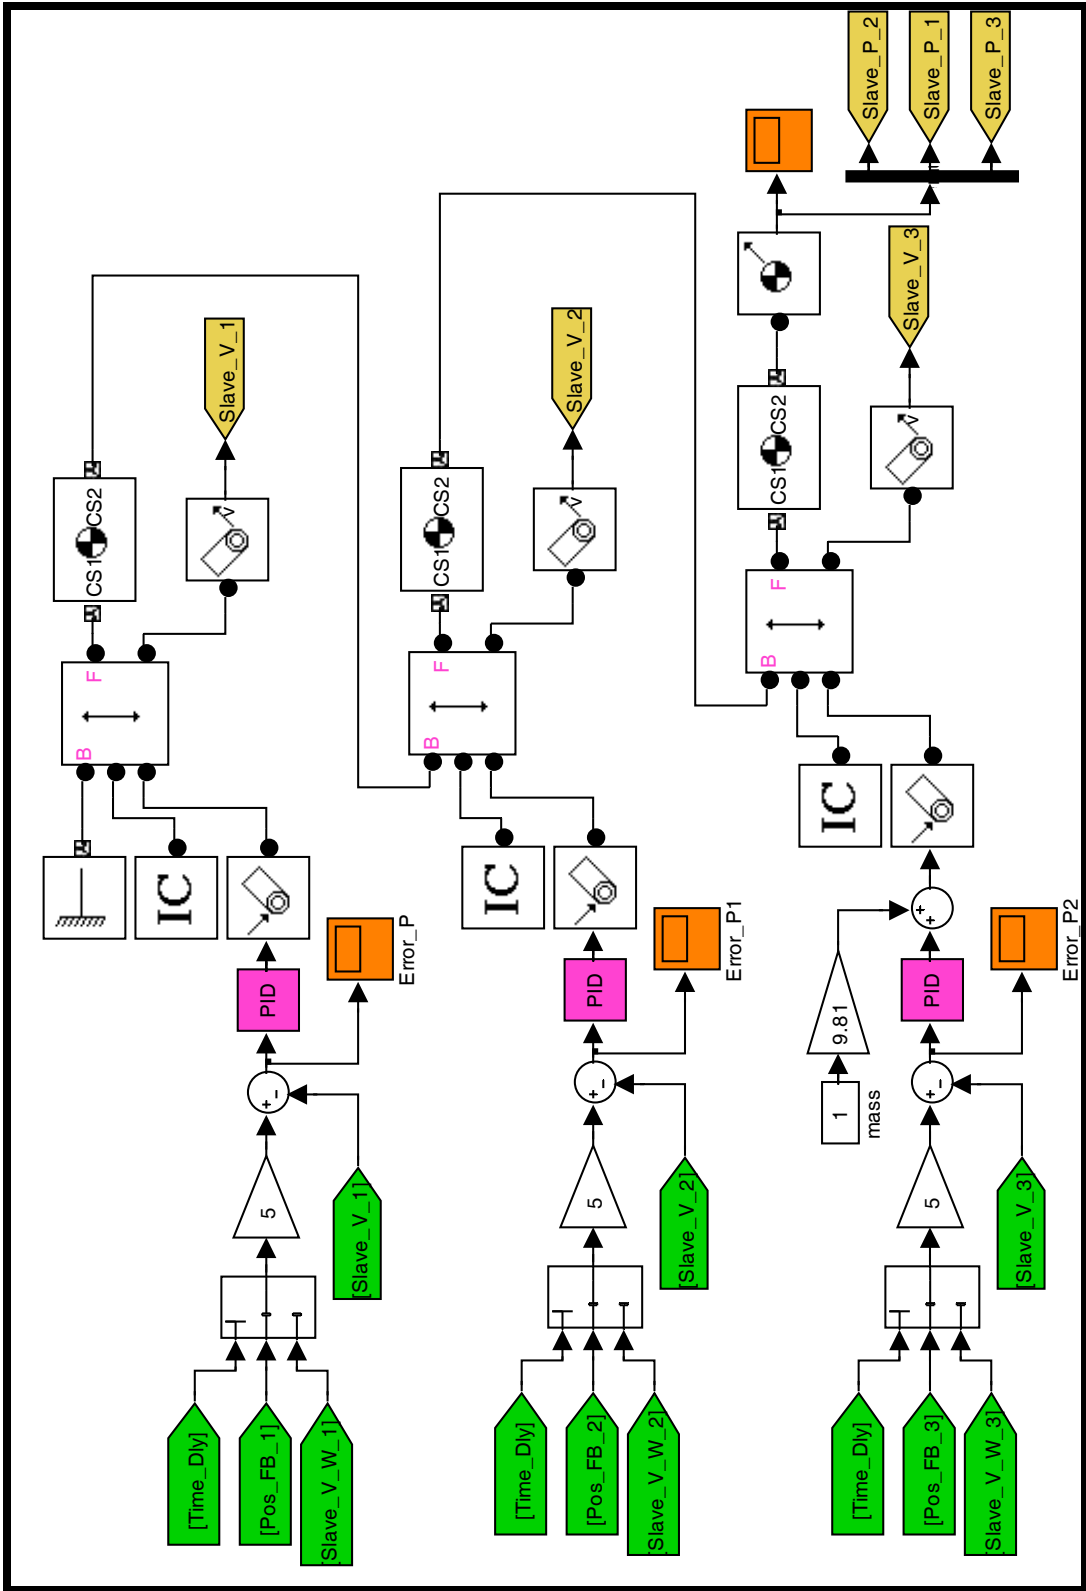 [Time_Dly]
[Pos_FB_1]
[Slave_V_W_1]
5
[Slave_V_1]
+
−
PID
Error_P
IC
B
F
CS1
CS2
V
Slave_V_1
[Time_Dly]
[Pos_FB_2]
[Slave_V_W_2]
5
[Slave_V_2]
+
−
PID
Error_P1
IC
B
F
CS1
CS2
V
Slave_V_2
[Time_Dly]
[Pos_FB_3]
[Slave_V_W_3]
5
[Slave_V_3]
+
−
1
mass
9.81
PID
Error_P2
+
+
IC
B
F
CS1
CS2
V
Slave_V_3
Slave_P_2
Slave_P_1
Slave_P_3